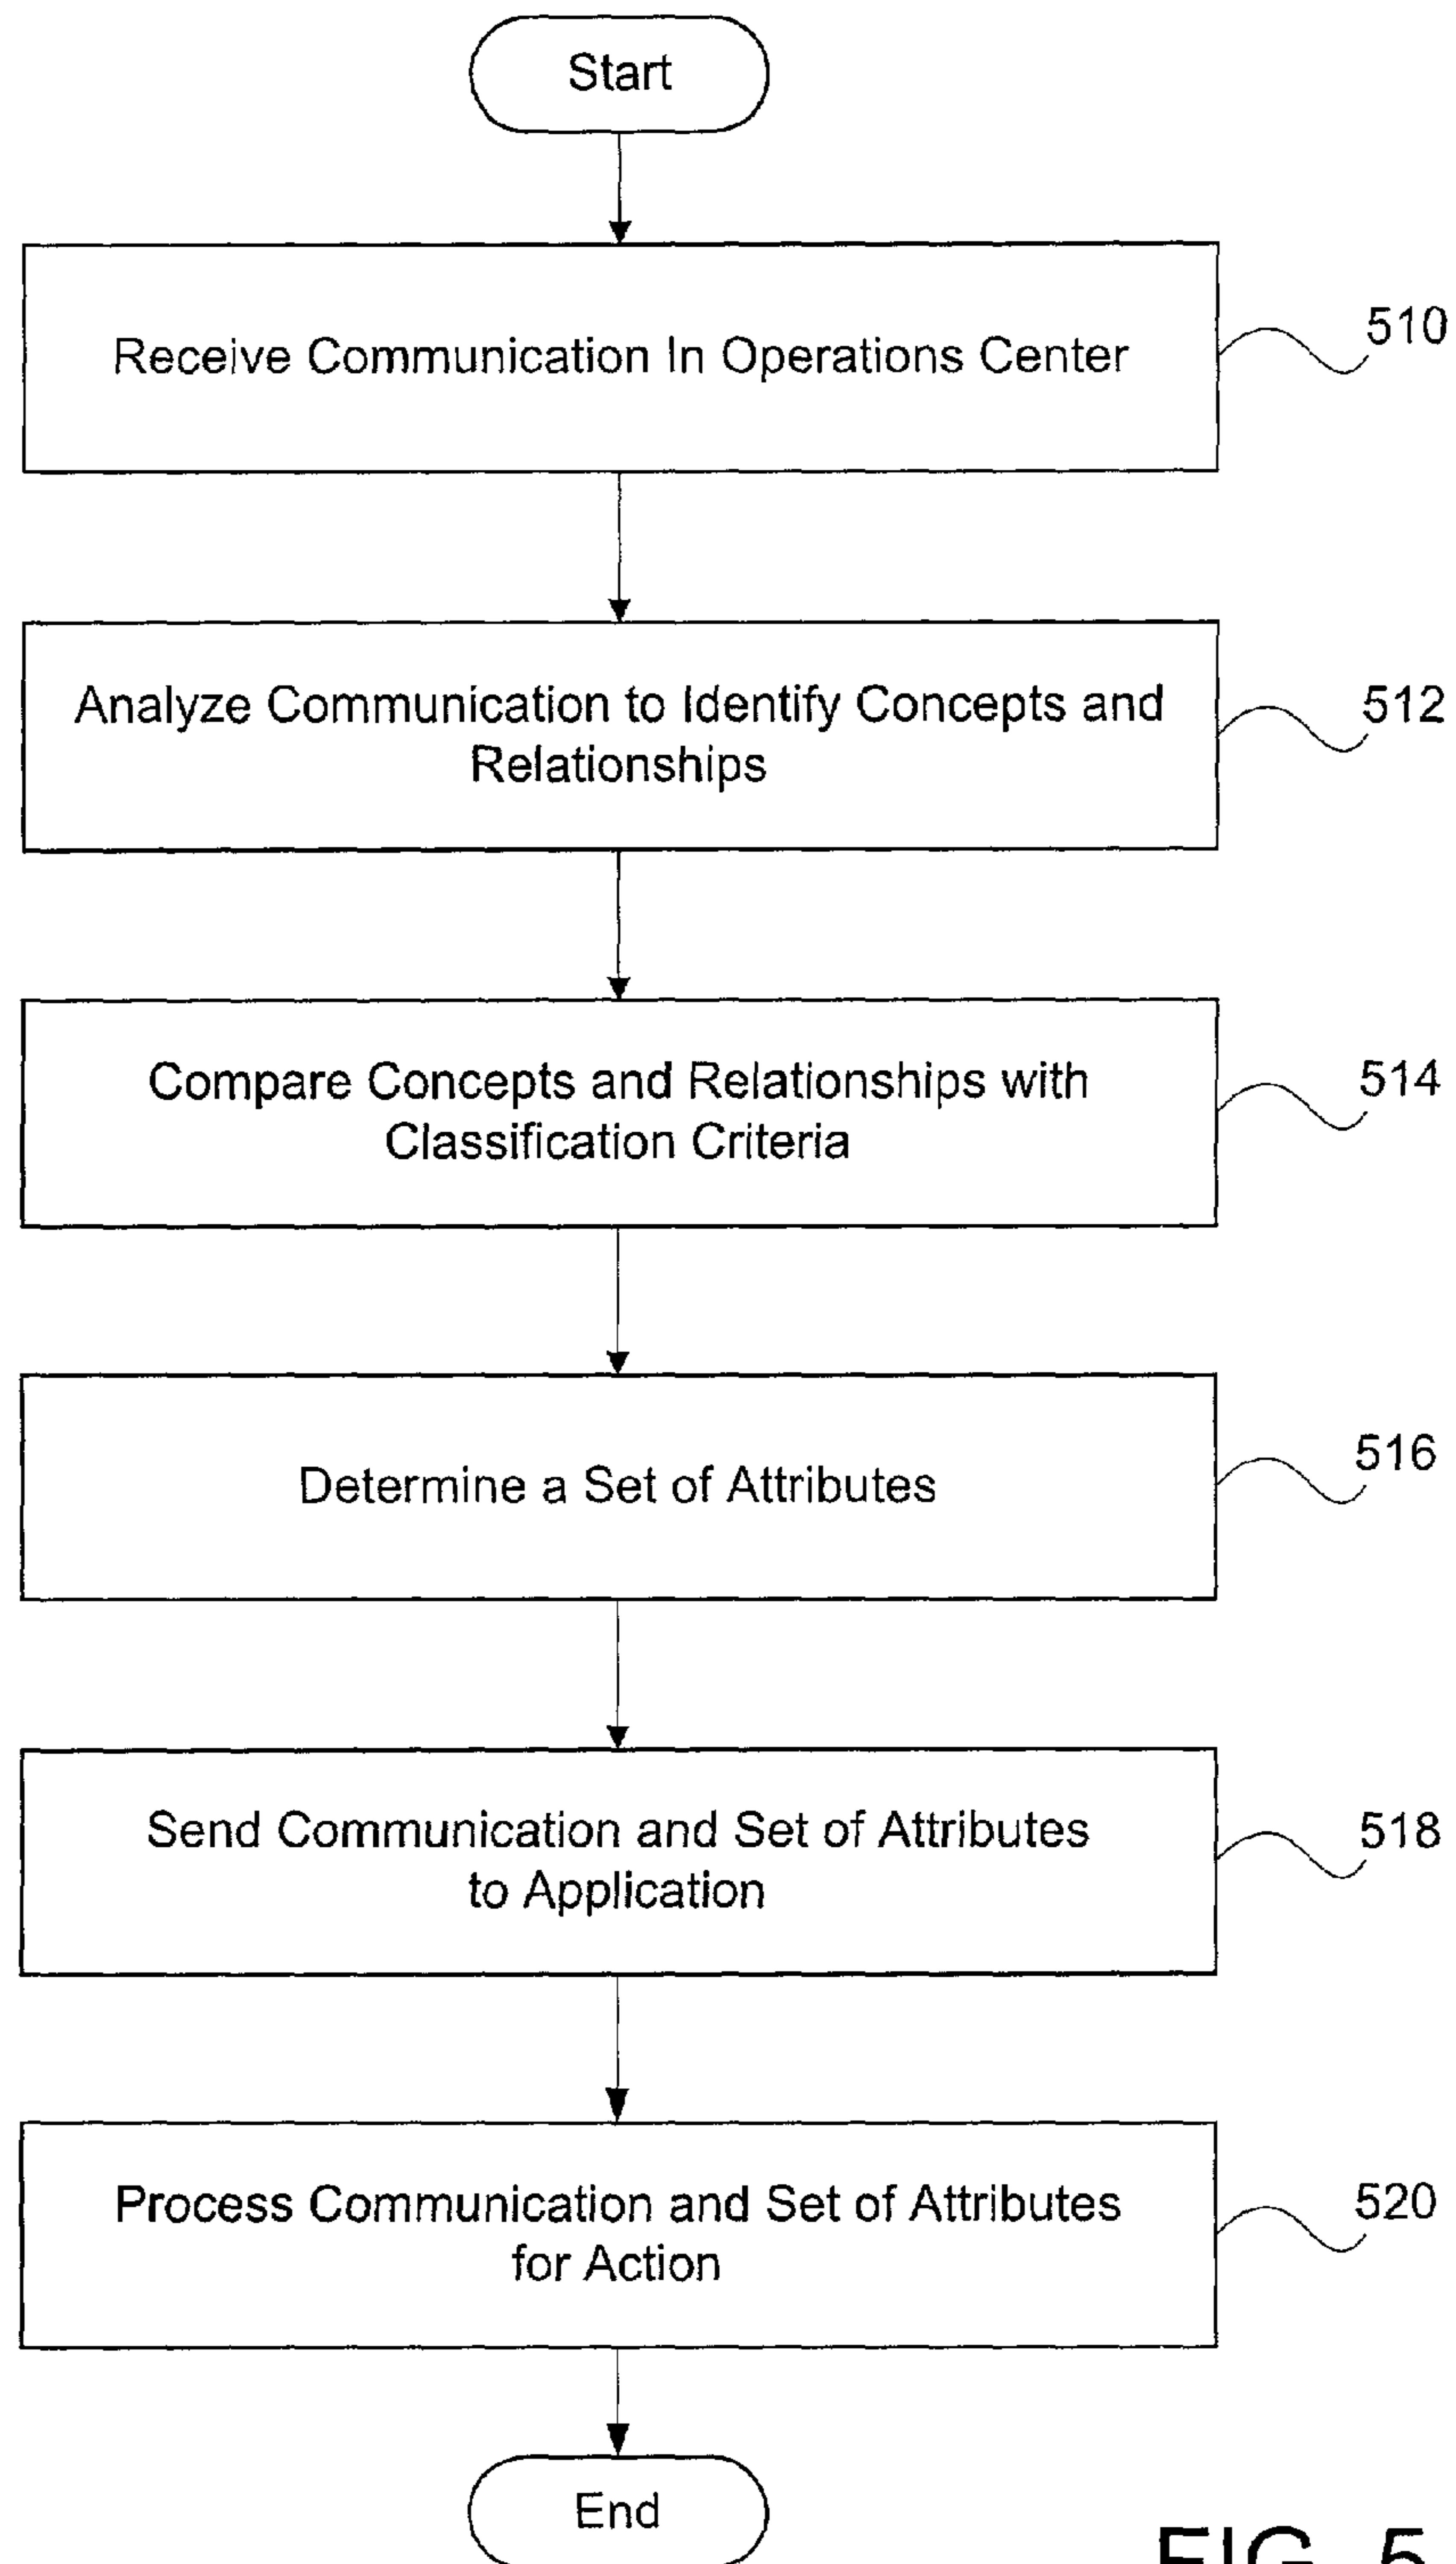 Start
Receive Communication In Operations Center
510
Analyze Communication to Identify Concepts and
Relationships
512
Compare Concepts and Relationships with
Classification Criteria
514
Determine a Set of Attributes
516
Send Communication and Set of Attributes
to Application
518
Process Communication and Set of Attributes
for Action
520
End
FIG. 5